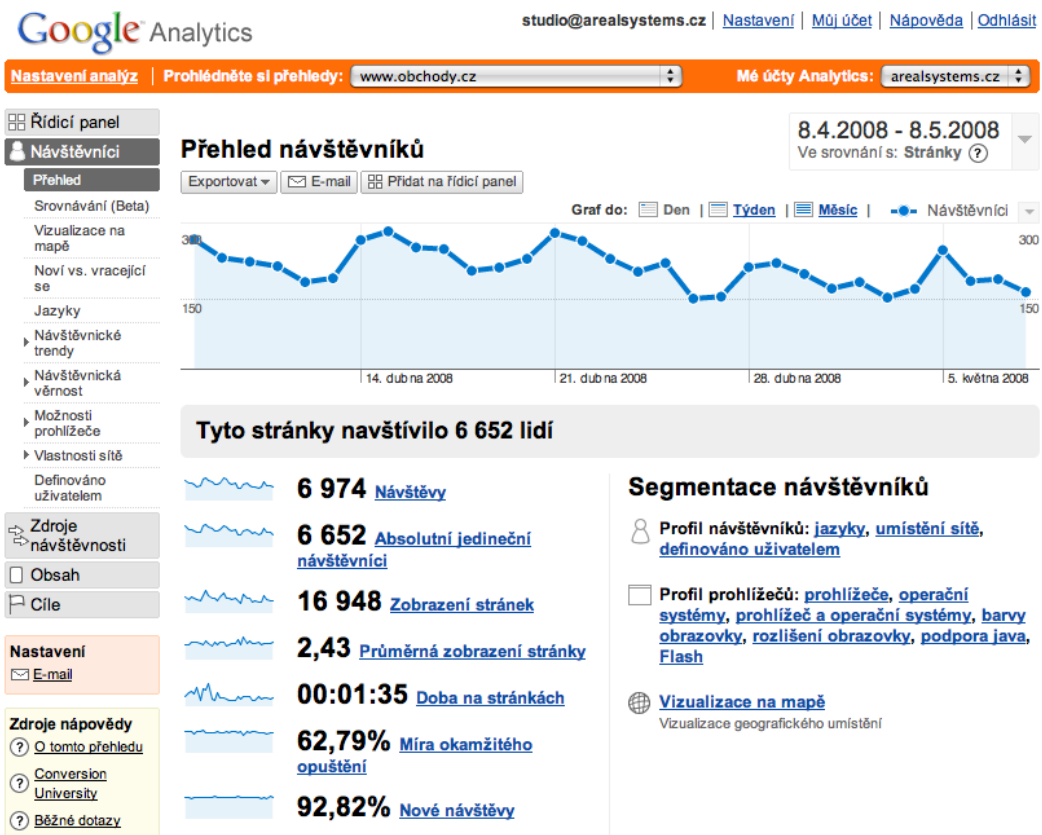 Google Analytics
studio@arealsystems.cz | Nastavení | Můj účet | Nápověda | Odhlásit
Nastavení analýz | Prohlédněte si přehledy: www.obchody.cz Mé účty Analytics: arealsystems.cz
Řídicí panel
Návštěvníci
Přehled
Srovnávání (Beta)
Vizualizace na
mapě
Noví vs. vracející
se
Jazyky
Návštěvnické
trendy
Návštěvnická
věrnost
Možnosti
prohlížeče
Vlastnosti sítě
Definováno
uživatelem
Zdroje
návštěvnosti
Obsah
Cíle
Nastavení
E-mail
Zdroje nápovědy
O tomto přehledu
Conversion
University
Běžné dotazy
Přehled návštěvníků
8.4.2008 - 8.5.2008
Ve srovnání s: Stránky ?
Exportovat E-mail Přidat na řídicí panel
Graf do: Den | Týden | Měsíc | Návštěvníci
300 300
150 150
14. dubna 2008 21. dubna 2008 28. dubna 2008 5. května 2008
Tyto stránky navštívilo 6 652 lidí
6 974 Návštěvy
6 652 Absolutní jedineční
návštěvníci
16 948 Zobrazení stránek
2,43 Průměrná zobrazení stránky
00:01:35 Doba na stránkách
62,79% Míra okamžitého
opuštění
92,82% Nové návštěvy
Segmentace návštěvníků
Profil návštěvníků: jazyky, umístění sítě,
definováno uživatelem
Profil prohlížečů: prohlížeče, operační
systémy, prohlížeč a operační systémy, barvy
obrazovky, rozlišení obrazovky, podpora java,
Flash
Vizualizace na mapě
Vizualizace geografického umístění